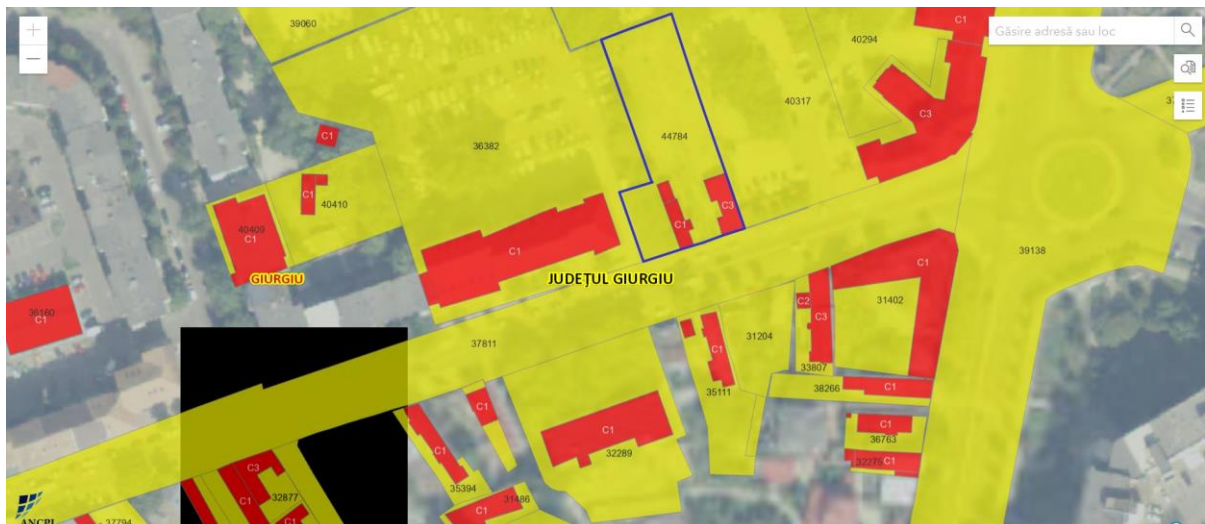 39060
C1
Găsire adresă sau loc
40294
40317
C3
44784
36382
C1
C1
40410
40409
C1
C1
C3
C1
GIURGIU
JUDEȚUL GIURGIU
39138
C1
31402
C2
C3
36160
C1
37811
31204
C1
33807
35111
38266
C1
C1
C1
36763
C1
32289
C1
C1
32275
C3
32877
C1
35394
31486
C1
C1
37794
ANCPI